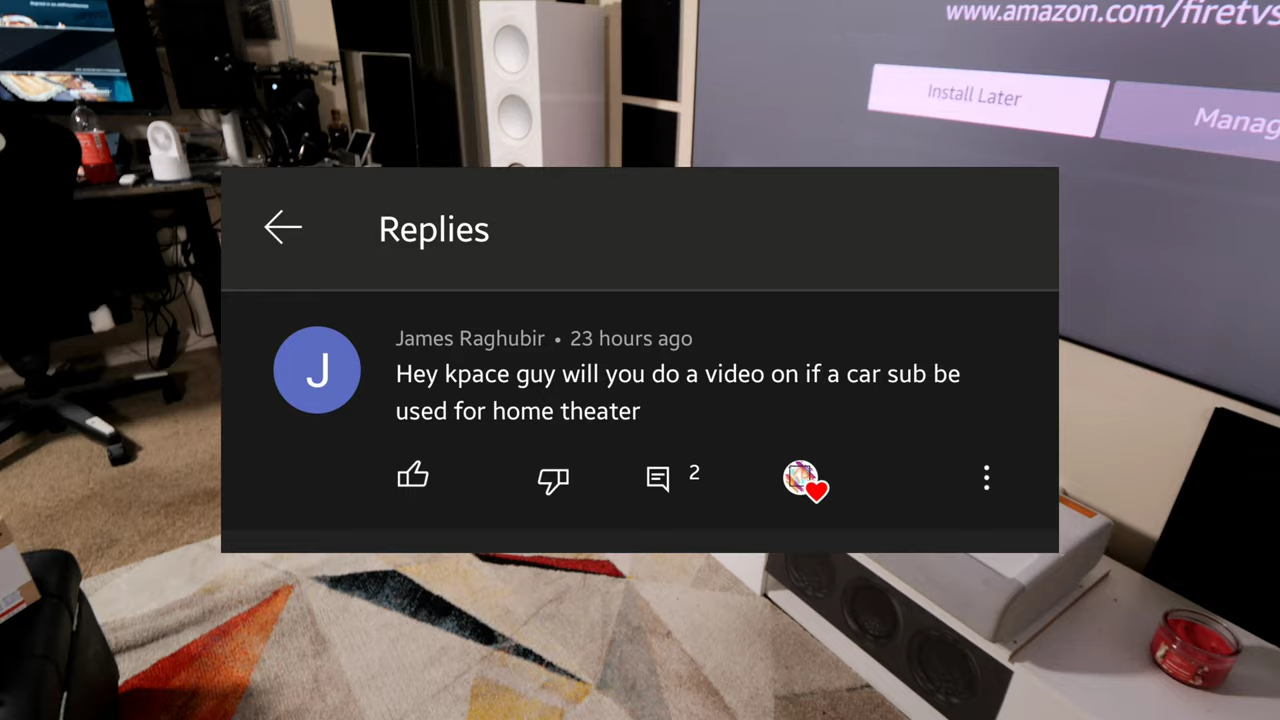 www.amazon.com/firetvs
Install Later
Manag
Replies
J
James Raghubir • 23 hours ago
Hey kpace guy will you do a video on if a car sub be
used for home theater
2